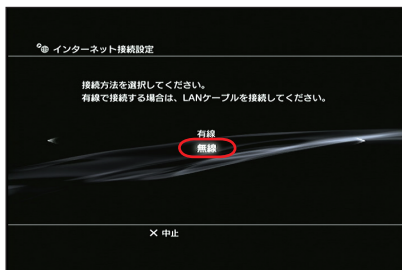 インターネット接続設定
接続方法を選択してください。
有線で接続する場合は、LANケーブルを接続してください。
有線
無線
× 中止